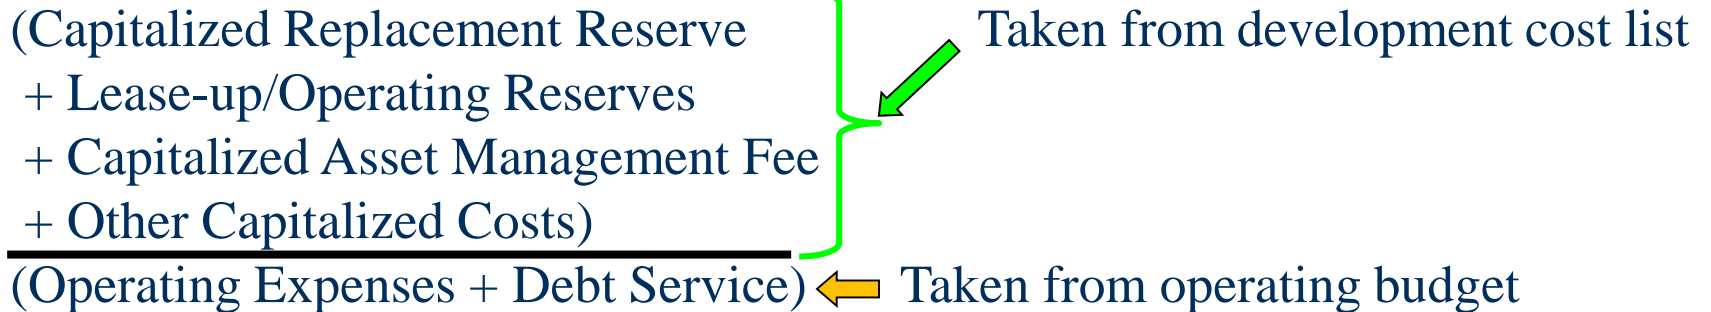 (Capitalized Replacement Reserve
+ Lease-up/Operating Reserves
+ Capitalized Asset Management Fee
+ Other Capitalized Costs)
Taken from development cost list
(Operating Expenses + Debt Service)
Taken from operating budget